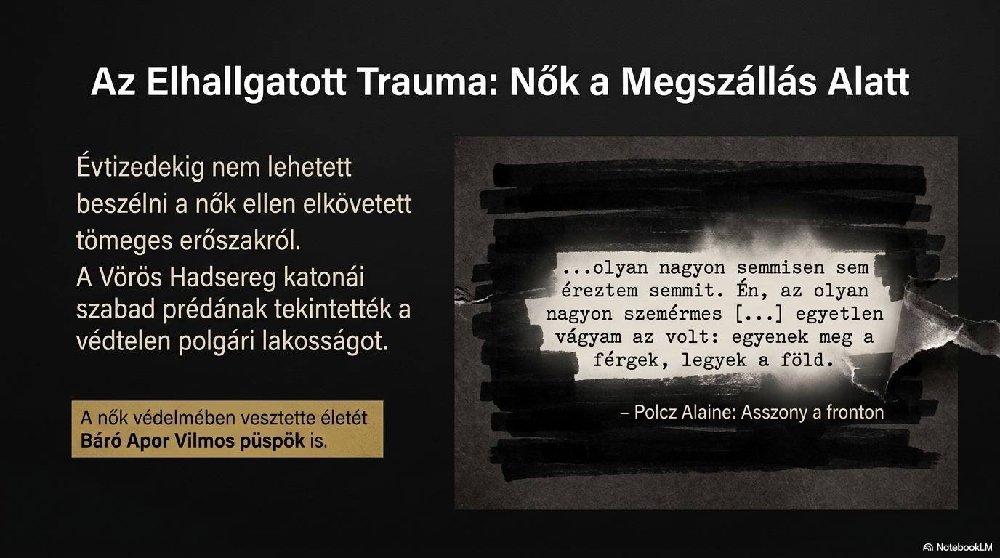 Az Elhallgatott Trauma: Nők a Megszállás Alatt
Évtizedekig nem lehetett
beszélni a nők ellen elkövetett
tömeges erőszakról.
A Vörös Hadsereg katonái
szabad prédának tekintették a
védtelen polgári lakosságot.
A nők védelmében vesztette életét
Báró Apor Vilmos püspök is.
...olyan nagyon semmisen sem
éreztem semmit. Én, az olyan
nagyon szemérmes [...] egyetlen
vágyam az volt: egyenek meg a
férgek, legyek a föld.
– Polcz Alaine: Asszony a fronton
NotebookLM